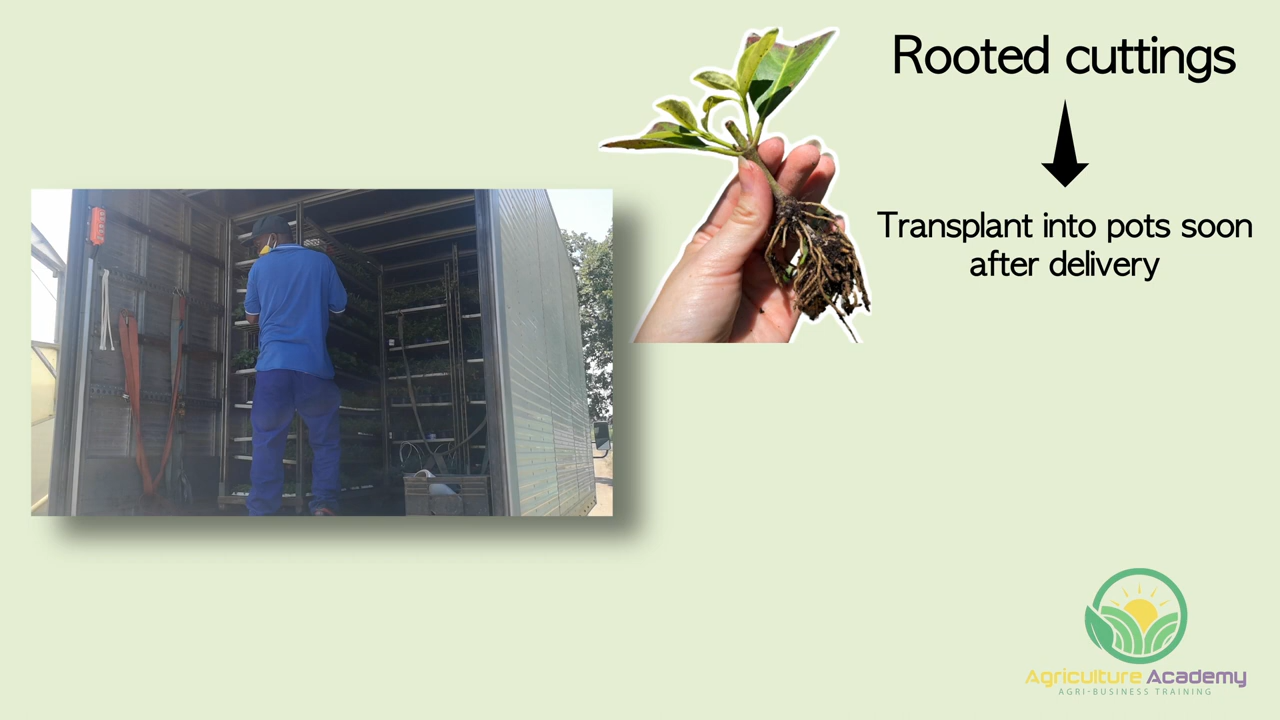 Rooted cuttings
Transplant into pots soon
after delivery
Agriculture Academy
AGRI-BUSINESS TRAINING